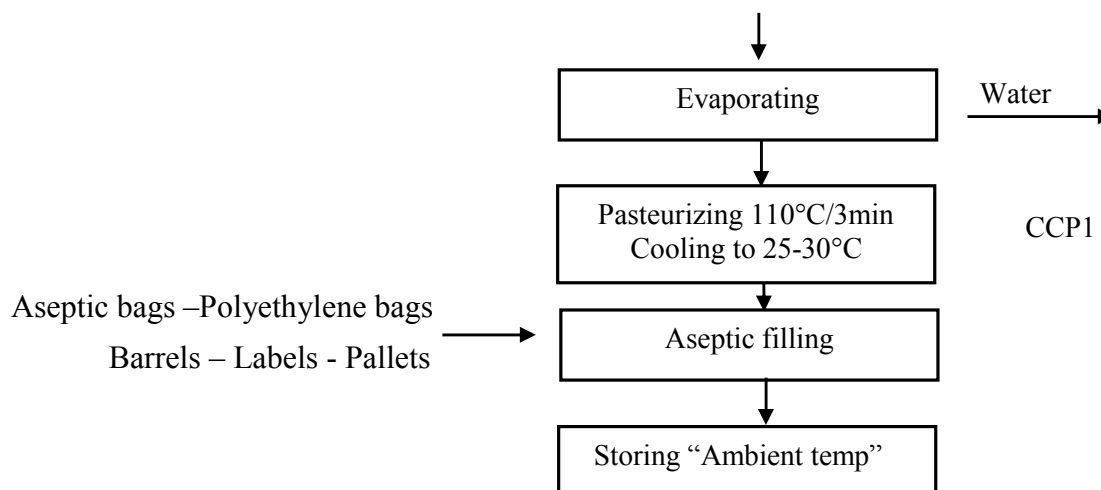 Evaporating
Water
Pasteurizing 110°C/3min
Cooling to 25-30°C
CCP1
Aseptic bags –Polyethylene bags
Barrels – Labels - Pallets
Aseptic filling
Storing “Ambient temp”